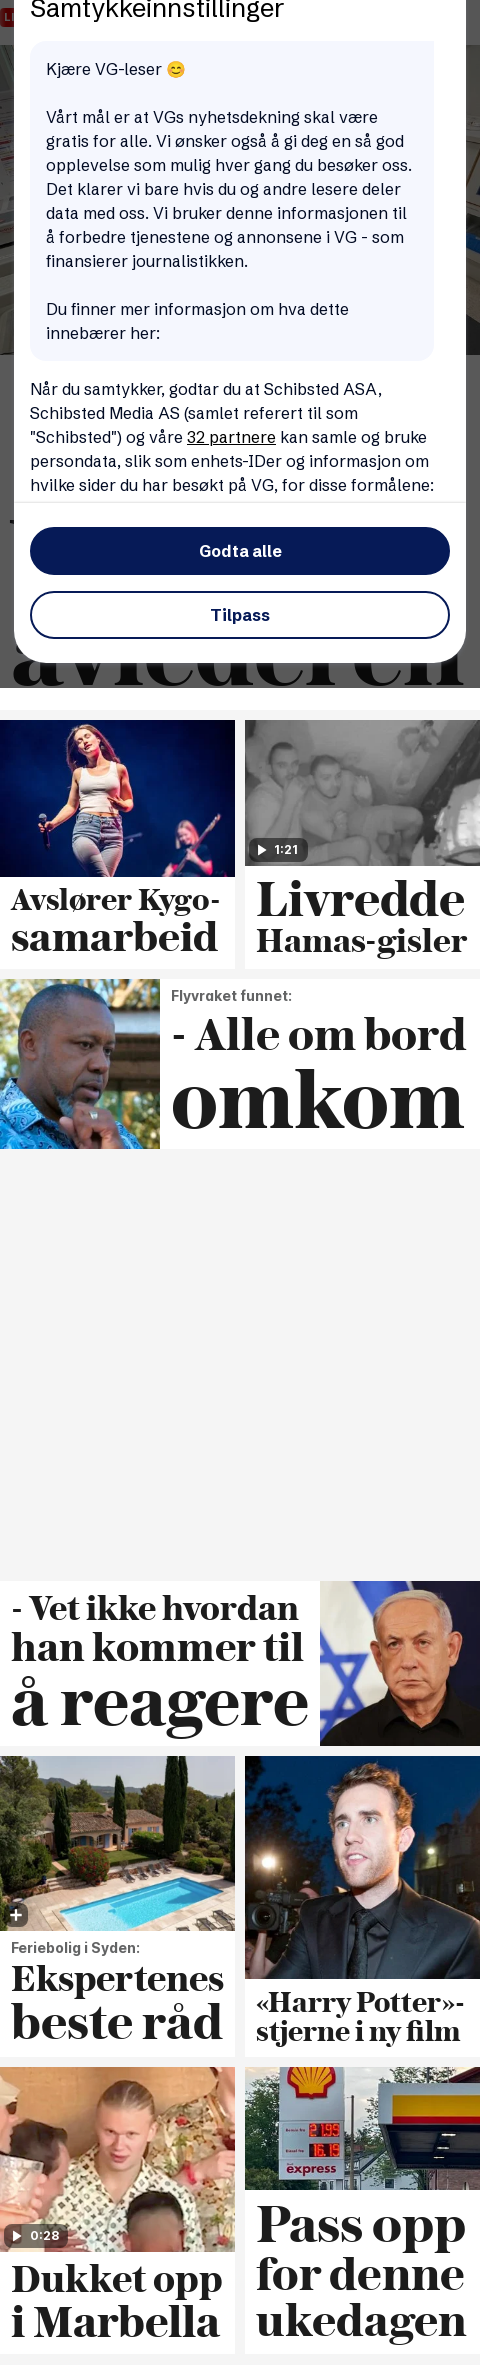 Samtykkeinnstillinger
Kjære VG-leser 😊
Vårt mål er at VGs nyhetsdekning skal være
gratis for alle. Vi ønsker også å gi deg en så god
opplevelse som mulig hver gang du besøker oss.
Det klarer vi bare hvis du og andre lesere deler
data med oss. Vi bruker denne informasjonen til
å forbedre tjenestene og annonsene i VG - som
finansierer journalistikken.
Du finner mer informasjon om hva dette
innebærer her:
Når du samtykker, godtar du at Schibsted ASA,
Schibsted Media AS (samlet referert til som
"Schibsted") og våre 32 partnere kan samle og bruke
persondata, slik som enhets-IDer og informasjon om
hvilke sider du har besøkt på VG, for disse formålene:
Godta alle
Tilpass
avlederen
1:21
Avslører Kygo-
samarbeid
Livredde
Hamas-gisler
Flyvraket funnet:
- Alle om bord
omkom
- Vet ikke hvordan
han kommer til
å reagere
Feriebolig i Syden:
Ekspertenes
beste råd
«Harry Potter»-
stjerne i ny film
21.95
16.19
express
0:28
Dukket opp
i Marbella
Pass opp
for denne
ukedagen